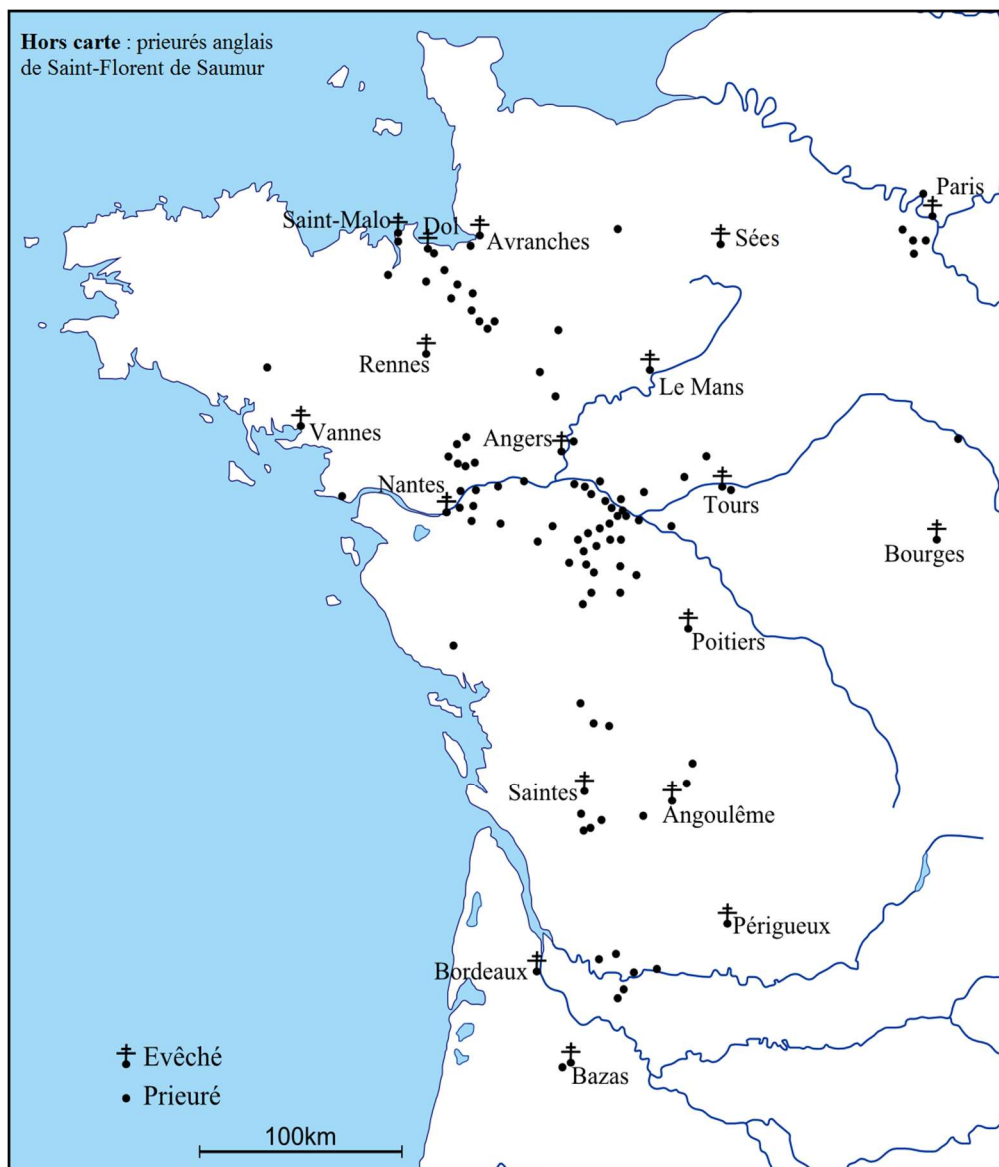 Hors carte : prieurés anglais
de Saint-Florent de Saumur
Paris
Saint-Malo
Dol
Avranches
Sées
Rennes
Le Mans
Vannes
Angers
Nantes
Tours
Bourges
Poitiers
Saintes
Angoulême
Périgueux
Bordeaux
Bazas
Evêché
Prieuré
100km